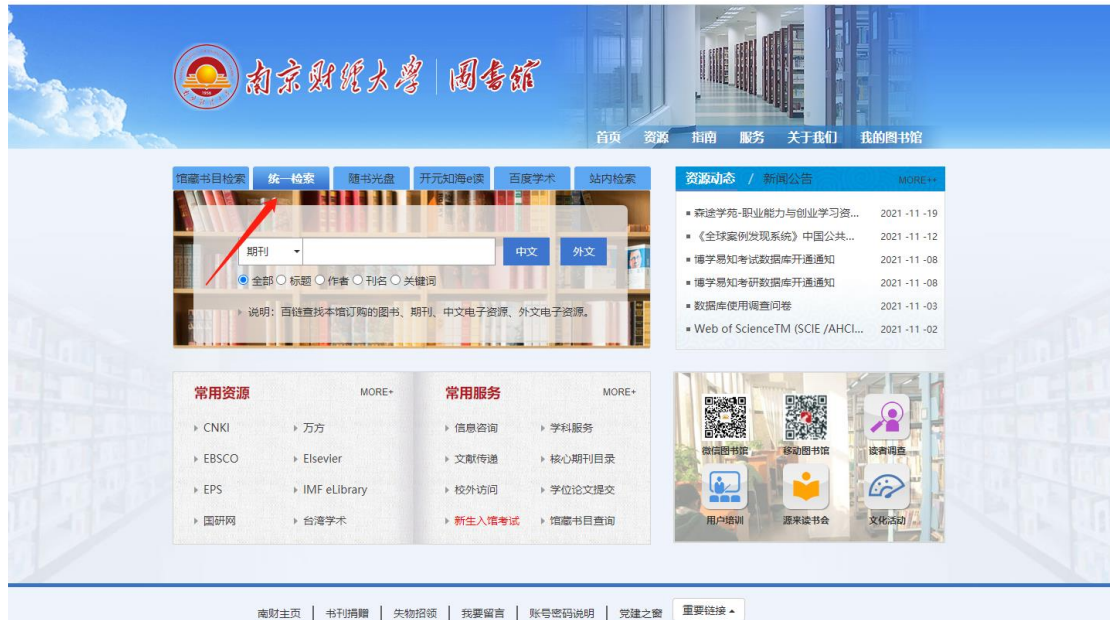 南京财经大学 图书馆
首页 资源 指南 服务 关于我们 我的图书馆
馆藏书目检索 统一检索 随书光盘 开元知海e读 百度学术 站内检索
资源动态 / 新闻公告 MORE++
期刊 中文 外文
全部 标题 作者 刊名 关键词
说明：百链查找本馆订购的图书、期刊、中文电子资源、外文电子资源。
森途学苑-职业能力与创业学习资... 2021 -11 -19
《全球案例发现系统》中国公共... 2021 -11 -12
博学易知考试数据库开通通知 2021 -11 -08
博学易知考研数据库开通通知 2021 -11 -08
数据库使用调查问卷 2021 -11 -03
Web of ScienceTM (SCIE /AHCI... 2021 -11 -02
常用资源 MORE+
CNKI 万方
EBSCO Elsevier
EPS IMF eLibrary
国研网 台湾学术
常用服务 MORE+
信息咨询 学科服务
文献传递 核心期刊目录
校外访问 学位论文提交
新生入馆考试 馆藏书目查询
微信图书馆 移动图书馆 读者调查
用户培训 源来读书会 文化活动
南财主页 | 书刊捐赠 | 失物招领 | 我要留言 | 账号密码说明 | 党建之窗 重要链接